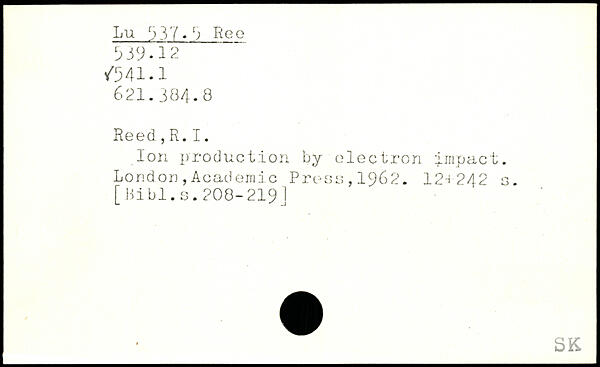 Lu 537.5 Ree
539.12
✓541.1
621.384.8
Reed,R.I.
Ion production by electron impact.
London,Academic Press,1962. 12+242 s.
[Bibl.s.208-219]
SK